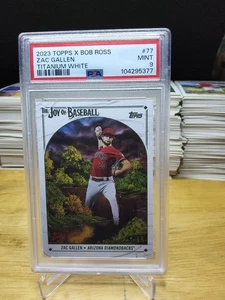 2023 TOPPS X BOB ROSS #77
ZAC GALLEN MINT
TITANIUM WHITE 9
PSA 104295377
THE JOY OF BASEBALL
Topps
ZAC GALLEN • ARIZONA DIAMONDBACKS